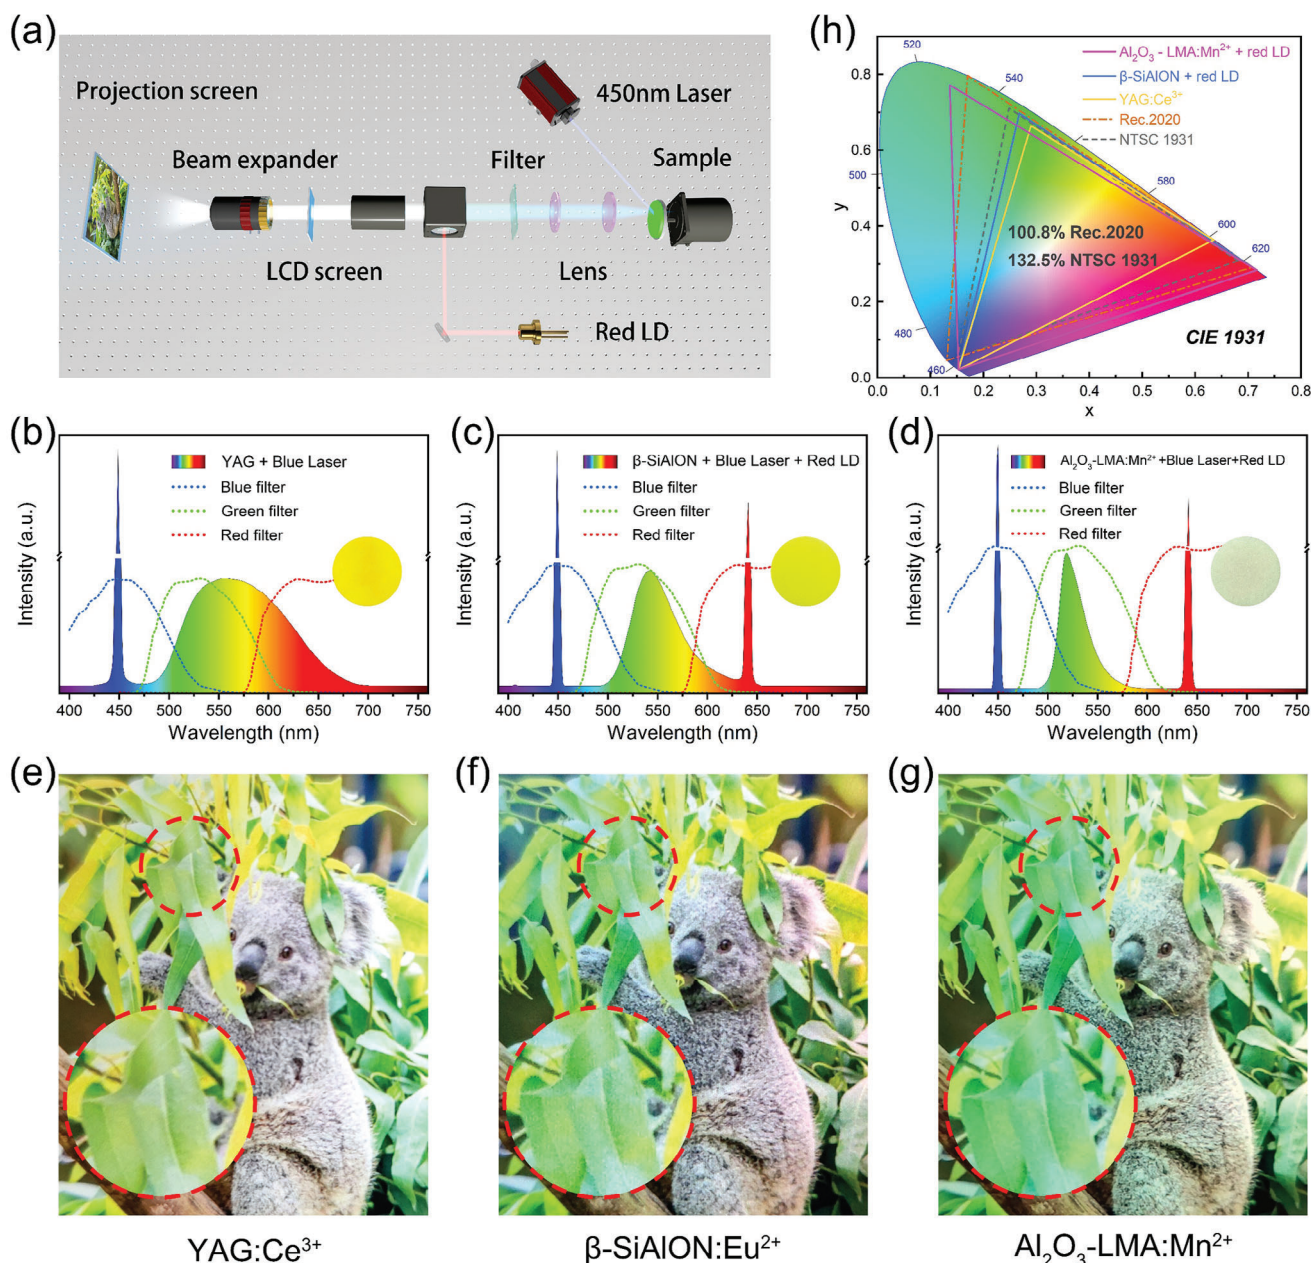 (a)
Projection screen
450nm Laser
Beam expander
Filter
Sample
LCD screen
Lens
Red LD
(h)
Al₂O₃ - LMA:Mn²⁺ + red LD
β-SiAlON + red LD
YAG:Ce³⁺
Rec.2020
NTSC 1931
520
540
500
580
600
620
480
460
100.8% Rec.2020
132.5% NTSC 1931
CIE 1931
y
0.8
0.6
0.4
0.2
0.0
0.0 0.1 0.2 0.3 0.4 0.5 0.6 0.7 0.8
x
(b)
YAG + Blue Laser
Blue filter
Green filter
Red filter
Intensity (a.u.)
400 450 500 550 600 650 700 750
Wavelength (nm)
(c)
β-SiAlON + Blue Laser + Red LD
Blue filter
Green filter
Red filter
Intensity (a.u.)
400 450 500 550 600 650 700 750
Wavelength (nm)
(d)
Al₂O₃-LMA:Mn²⁺ +Blue Laser+Red LD
Blue filter
Green filter
Red filter
Intensity (a.u.)
400 450 500 550 600 650 700 750
Wavelength (nm)
(e)
YAG:Ce³⁺
(f)
β-SiAlON:Eu²⁺
(g)
Al₂O₃-LMA:Mn²⁺